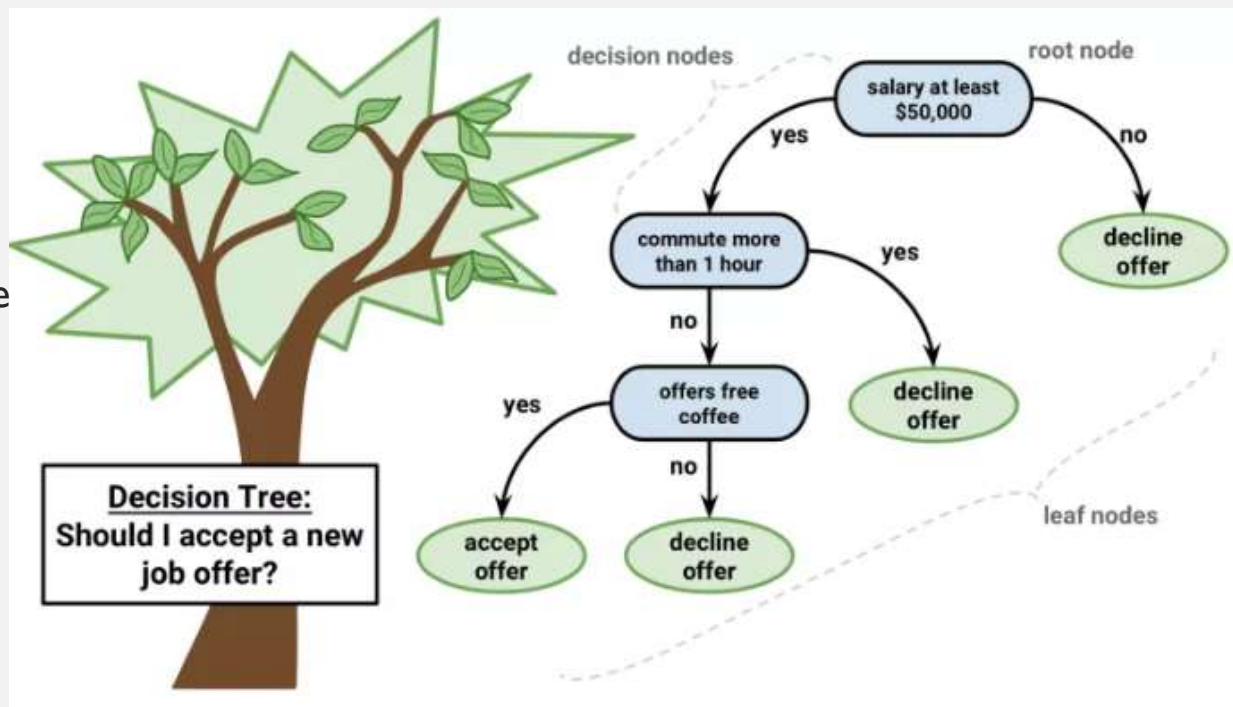 decision nodes
root node
salary at least
$50,000
yes
no
commute more
than 1 hour
yes
decline
offer
e
no
offers free
coffee
yes
decline
offer
no
Decision Tree:
Should I accept a new
job offer?
accept
offer
decline
offer
leaf nodes